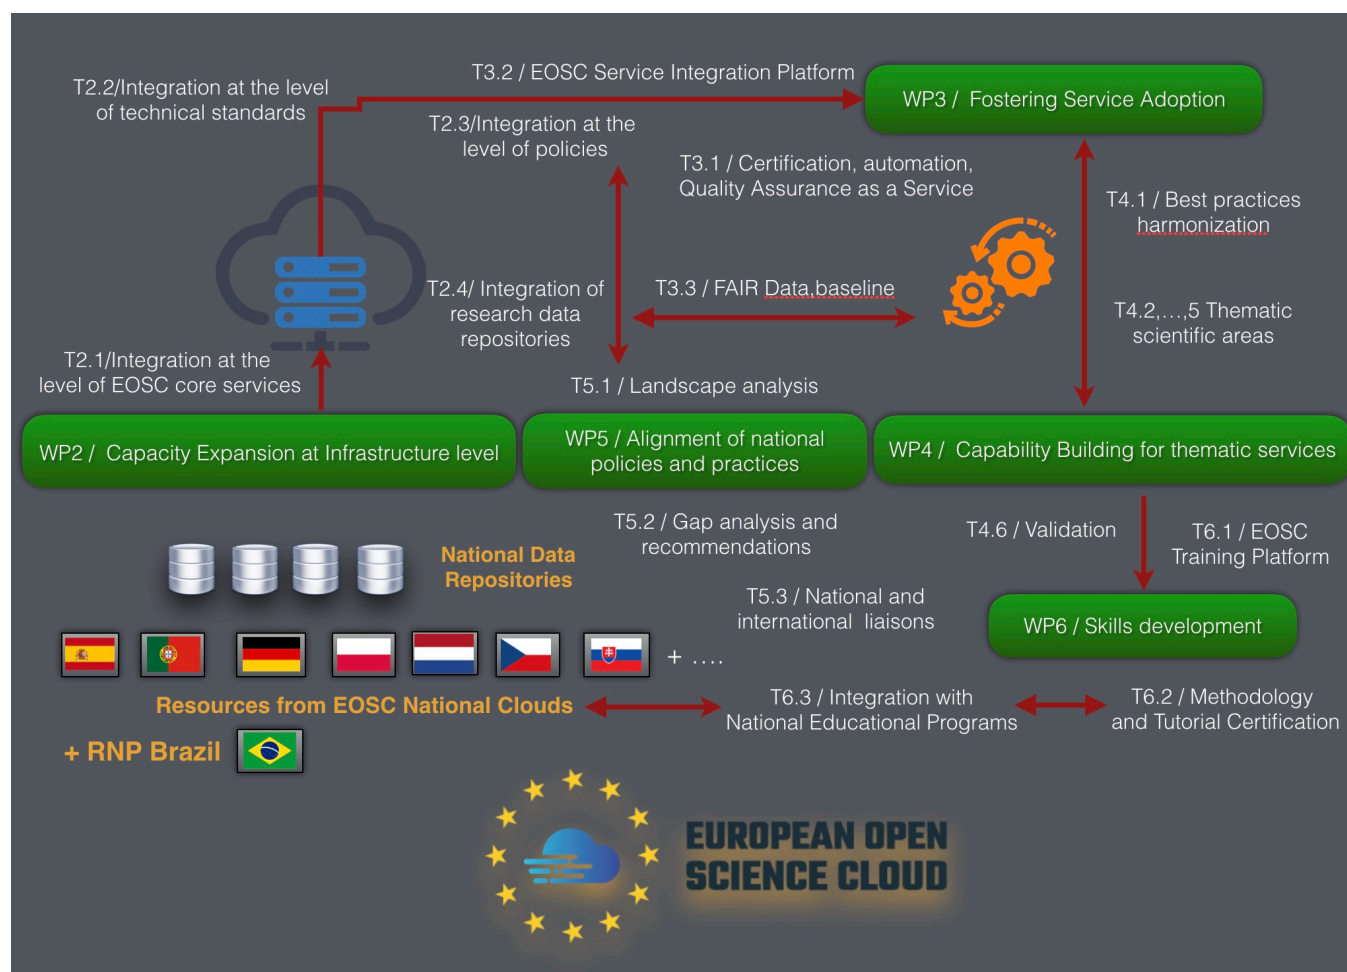 T3.2 / EOSC Service Integration Platform
T2.2/Integration at the level
of technical standards
WP3 /  Fostering Service Adoption
T2.3/Integration at the
level of policies
T3.1 / Certification, automation,
Quality Assurance as a Service
T4.1 / Best practices
harmonization
T2.4/ Integration of
research data
repositories
T3.3 / FAIR Data,baseline
T4.2,...,5 Thematic
scientific areas
T2.1/Integration at the
level of EOSC core services
T5.1 / Landscape analysis
WP2 /  Capacity Expansion at Infrastructure level
WP5 / Alignment of national
policies and practices
WP4 /  Capability Building for thematic services
T5.2 / Gap analysis and
recommendations
T4.6 / Validation
T6.1 / EOSC
Training Platform
National Data
Repositories
T5.3 / National and
international  liaisons
WP6 / Skills development
+ ....
Resources from EOSC National Clouds
T6.3 / Integration with
National Educational Programs
T6.2 / Methodology
and Tutorial Certification
+ RNP Brazil
EUROPEAN OPEN
SCIENCE CLOUD